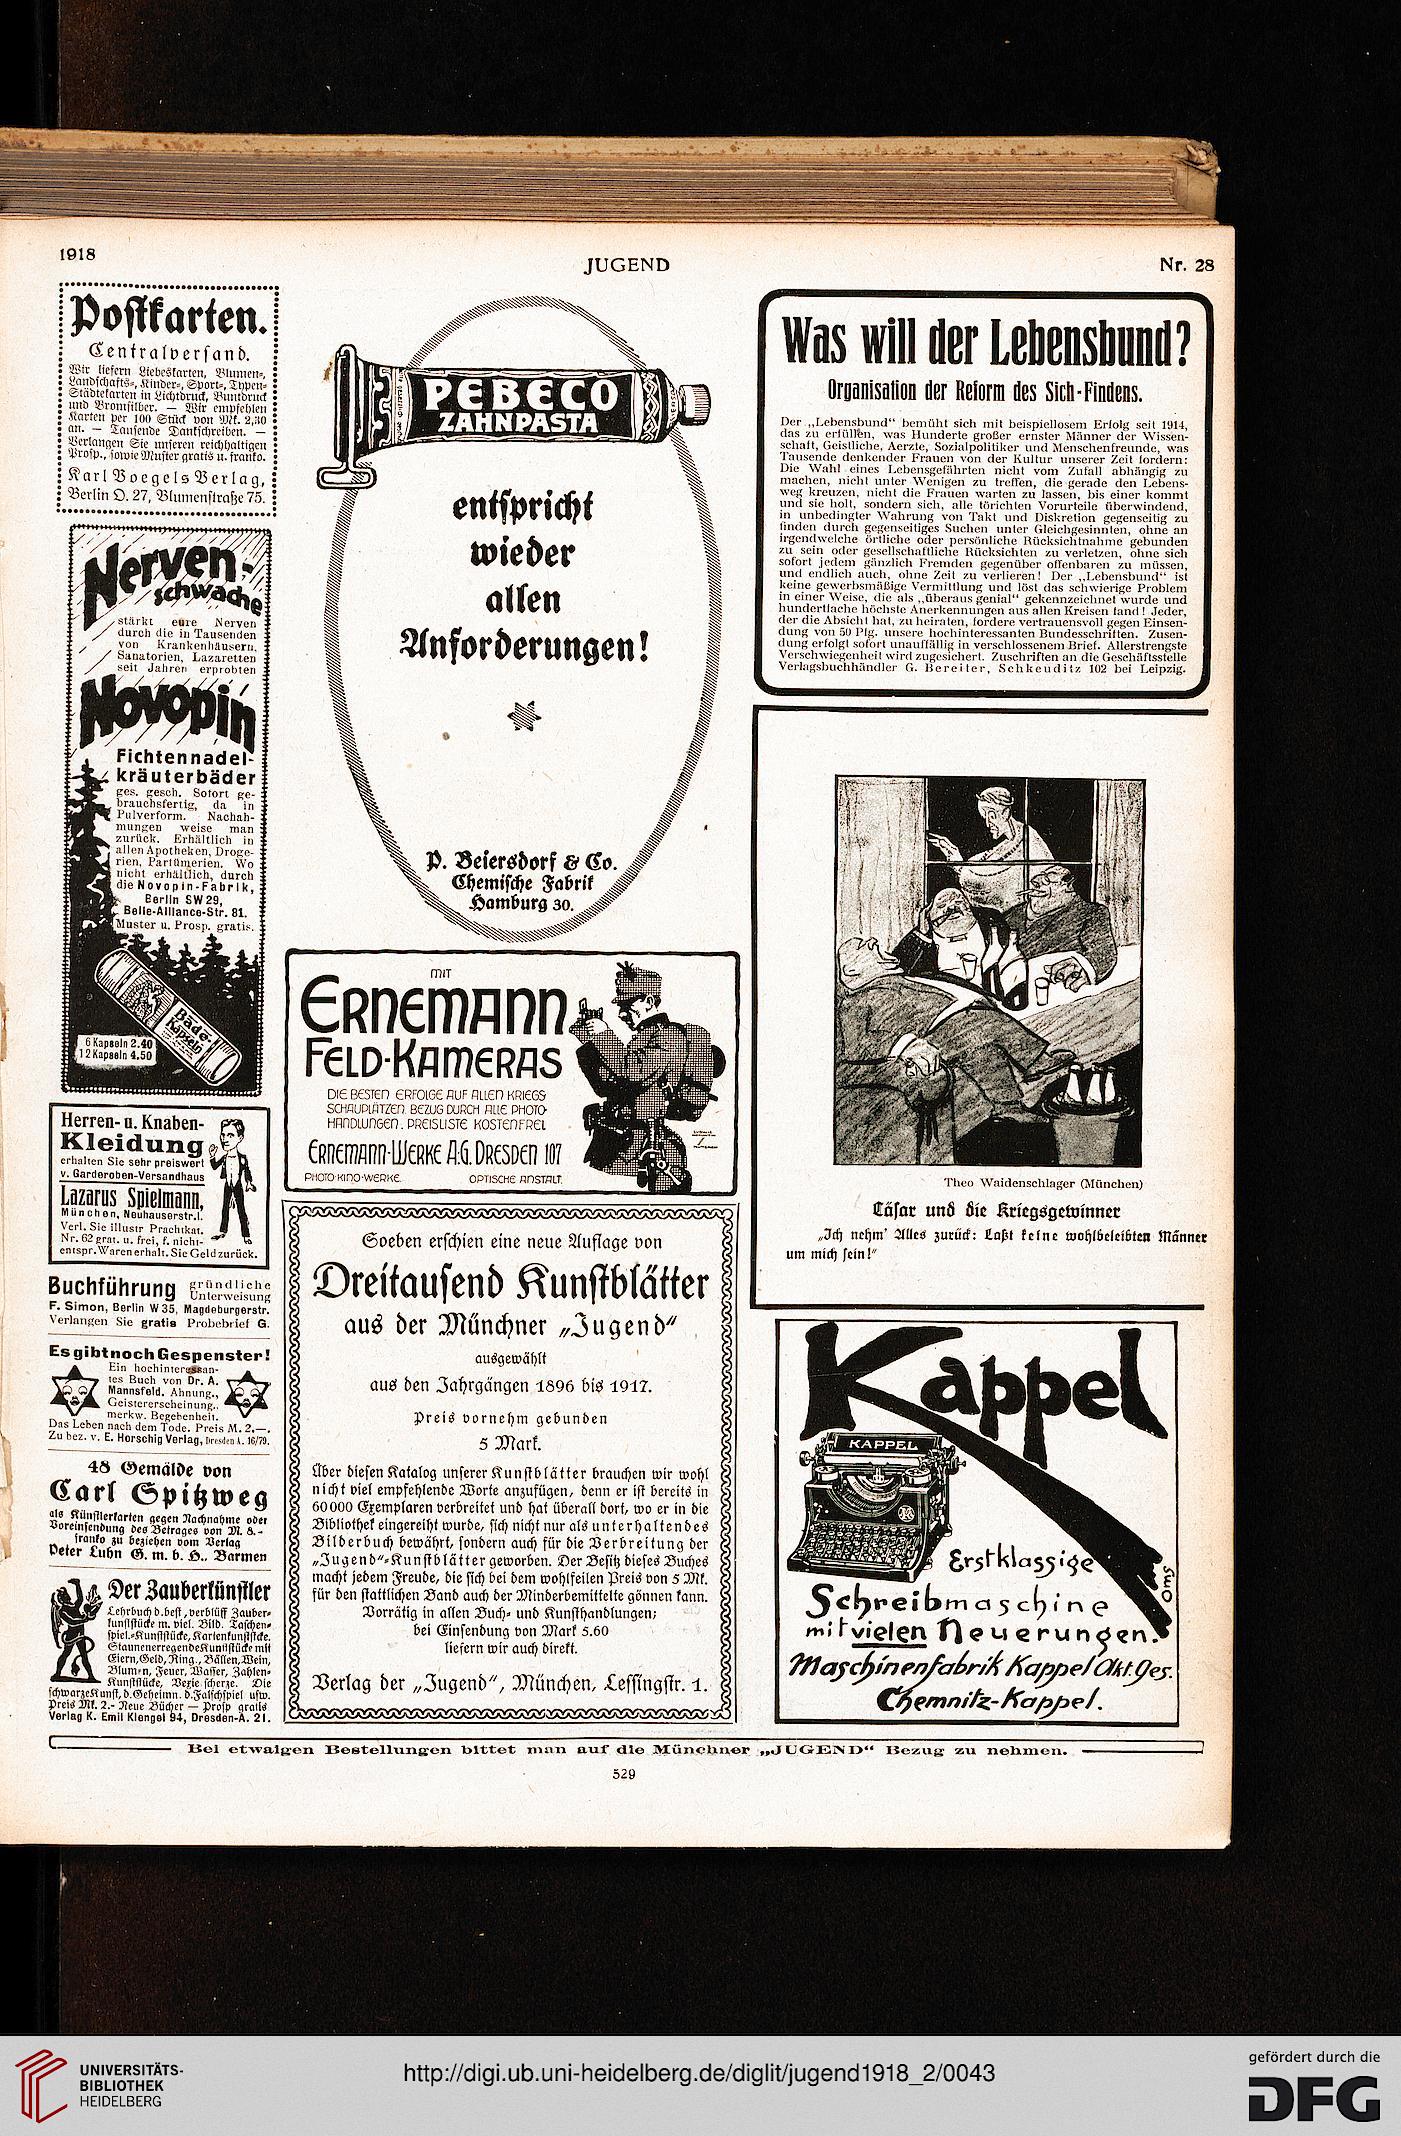 1918
JUGEND
Nr. 28
Postkarten.
Centralversand.
Wir liefern Liebeskarten, Blumen-,
Landschafts-, Kinder-, Sport-, Typen-
Städtekarten in Lichtdruck, Buntdruck
und Bromsilber. — Wir empfehlen
Karten per 100 Stück von Mk. 2,30
an. — Tausende Dankschreiben. —
Verlangen Sie unseren reichhaltigen
Prosp., sowie Muster gratis u. franko.
Karl Voegels Verlag,
Berlin O. 27, Blumenstraße 75.
Nerven-
schwäche
stärkt eure Nerven
durch die in Tausenden
von Krankenhäusern,
Sanatorien, Lazaretten
seit Jahren erprobten
Novopin
Fichtennadel-
kräuterbäder
ges. gesch. Sofort ge-
brauchsfertig, da in
Pulverform. Nachah-
mungen weise man
zurück. Erhältlich in
allen Apotheken, Droge-
rien, Parfümerien. Wo
nicht erhältlich, durch
die Novopin-Fabrik,
Berlin SW 29,
Belle-Alliance-Str. 81.
Muster u. Prosp. gratis.
Bade-
Kapseln
6 Kapseln 2.40
12 Kapseln 4.50
Herren- u. Knaben-
Kleidung
erhalten Sie sehr preiswert
v. Garderoben-Versandhaus
Lazarus Spielmann,
München, Neuhauserstr. I.
Verl. Sie illustr Prachtkat.
Nr. 62 grat. u. frei, f. nicht-
entspr. Waren erhalt. Sie Geld zurück.
Buchführung gründliche
Unterweisung
F. Simon, Berlin W 35, Magdeburgerstr.
Verlangen Sie gratis Probebrief G.
Es gibt noch Gespenster!
Ein hochinteressan-
tes Buch von Dr. A.
Mannsfeld. Ahnung.,
Geistererscheinung.,
merkw. Begebenheit.
Das Leben nach dem Tode. Preis M. 2,—.
Zu bez. v. E. Horschig Verlag, Dresden A. 16/79.
48 Gemälde von
Carl Spitzweg
als Künstlerkarten gegen Nachnahme oder
Voreinsendung des Betrages von M. 8.-
franko zu beziehen vom Verlag
Peter Luhn G. m. b. H., Barmen
Der Zauberkünstler
Lehrbuch d. best., verblüff Zauber-
kunststücke m. viel. Bild. Taschen-
spiel.-Kunststücke, Kartenkunststcke.
Staunenerregende Kunststücke mit
Eiern, Geld, Ring., Bällen, Wein,
Blumen, Feuer, Wasser, Zahlen-
Kunststücke, Vexierscherze. Die
schwarze Kunst, d. Geheimn. d. Falschspiel usw.
Preis Mk. 2.- Neue Bücher — Prosp gratis
Verlag K. Emil Klengel 94, Dresden-A. 21.
PEBECO
ZAHNPASTA
entspricht
wieder
allen
Anforderungen!
P. Beiersdorf & Co.
Chemische Fabrik
Hamburg 30.
MIT
ERNEMANN
FELD-KAMERAS
DIE BESTEN ERFOLGE AUF ALLEN KRIEGS-
SCHAUPLÄTZEN. BEZUG DURCH ALLE PHOTO-
HANDLUNGEN. PREISLISTE KOSTENFREI.
ERNEMANN-WERKE A:G. DRESDEN 107
PHOTO-KINO-WERKE. OPTISCHE ANSTALT.
Soeben erschien eine neue Auflage von
Dreitausend Kunstblätter
aus der Münchner „Jugend“
ausgewählt
aus den Jahrgängen 1896 bis 1917.
Preis vornehm gebunden
5 Mark.
Über diesen Katalog unserer Kunstblätter brauchen wir wohl
nicht viel empfehlende Worte anzufügen, denn er ist bereits in
60000 Exemplaren verbreitet und hat überall dort, wo er in die
Bibliothek eingereiht wurde, sich nicht nur als unterhaltendes
Bilderbuch bewährt, sondern auch für die Verbreitung der
„Jugend“-Kunstblätter geworben. Der Besitz dieses Buches
macht jedem Freude, die sich bei dem wohlfeilen Preis von 5 Mk.
für den stattlichen Band auch der Minderbemittelte gönnen kann.
Vorrätig in allen Buch- und Kunsthandlungen;
bei Einsendung von Mark 5.60
liefern wir auch direkt.
Verlag der „Jugend“, München, Lessingstr. 1.
Was will der Lebensbund?
Organisation der Reform des Sich-Findens.
Der „Lebensbund“ bemüht sich mit beispiellosem Erfolg seit 1914,
das zu erfüllen, was Hunderte großer ernster Männer der Wissen-
schaft, Geistliche, Aerzte, Sozialpolitiker und Menschenfreunde, was
Tausende denkender Frauen von der Kultur unserer Zeit fordern:
Die Wahl eines Lebensgefährten nicht vom Zufall abhängig zu
machen, nicht unter Wenigen zu treffen, die gerade den Lebens-
weg kreuzen, nicht die Frauen warten zu lassen, bis einer kommt
und sie holt, sondern sich, alle törichten Vorurteile überwindend,
in unbedingter Wahrung von Takt und Diskretion gegenseitig zu
finden durch gegenseitiges Suchen unter Gleichgesinnten, ohne an
irgendwelche örtliche oder persönliche Rücksichtnahme gebunden
zu sein oder gesellschaftliche Rücksichten zu verletzen, ohne sich
sofort jedem gänzlich Fremden gegenüber offenbaren zu müssen,
und endlich auch, ohne Zeit zu verlieren! Der „Lebensbund“ ist
keine gewerbsmäßige Vermittlung und löst das schwierige Problem
in einer Weise, die als „überaus genial“ gekennzeichnet wurde und
hundertfache höchste Anerkennungen aus allen Kreisen fand! Jeder,
der die Absicht hat, zu heiraten, fordere vertrauensvoll gegen Einsen-
dung von 50 Pfg. unsere hochinteressanten Bundesschriften. Zusen-
dung erfolgt sofort unauffällig in verschlossenem Brief. Allerstrengste
Verschwiegenheit wird zugesichert. Zuschriften an die Geschäftsstelle
Verlagsbuchhändler G. Bereiter, Schkeuditz 102 bei Leipzig.
Theo Waidenschlager (München)
Cäsar und die Kriegsgewinner
„Ich nehm' Alles zurück: Laßt keine wohlbeleibten Männer
um mich sein!“
Kappel
KAPPEL
Erstklassige
Schreibmaschine
mit vielen Neuerungen.
Maschinenfabrik Kappel Akt. Ges.
Chemnitz-Kappel.
Bei etwaigen Bestellungen bittet man auf die Münchner „JUGEND“ Bezug zu nehmen.
529
UNIVERSITÄTS-
BIBLIOTHEK
HEIDELBERG
http://digi.ub.uni-heidelberg.de/diglit/jugend1918_2/0043
gefördert durch die
DFG